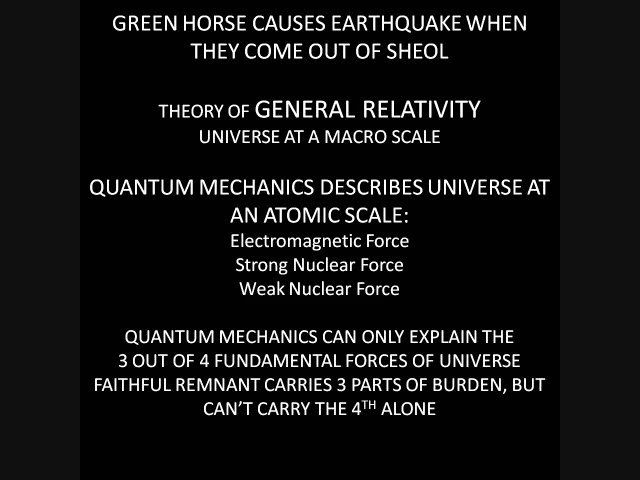 GREEN HORSE CAUSES EARTHQUAKE WHEN
THEY COME OUT OF SHEOL
THEORY OF GENERAL RELATIVITY
UNIVERSE AT A MACRO SCALE
QUANTUM MECHANICS DESCRIBES UNIVERSE AT
AN ATOMIC SCALE:
Electromagnetic Force
Strong Nuclear Force
Weak Nuclear Force
QUANTUM MECHANICS CAN ONLY EXPLAIN THE
3 OUT OF 4 FUNDAMENTAL FORCES OF UNIVERSE
FAITHFUL REMNANT CARRIES 3 PARTS OF BURDEN, BUT
CAN’T CARRY THE 4TH ALONE